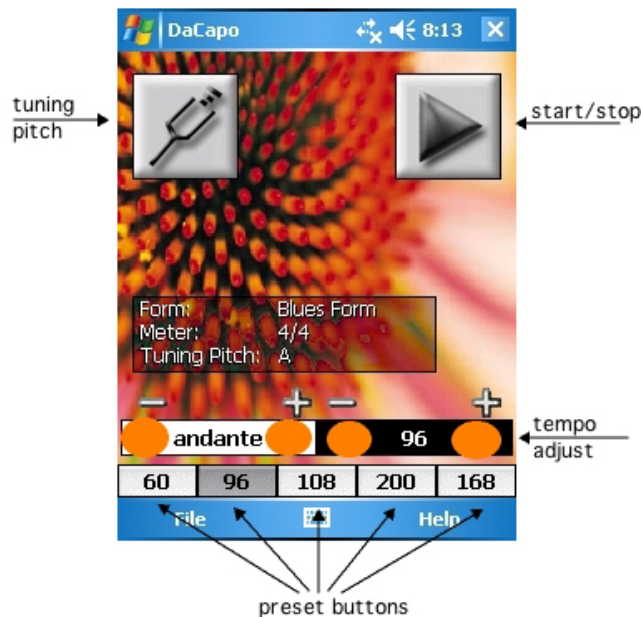 DaCapo 8:13
tuning
pitch
start/stop
Form: Blues Form
Meter: 4/4
Tuning Pitch: A
andante 96
tempo
adjust
60 96 108 200 168
File Help
preset buttons